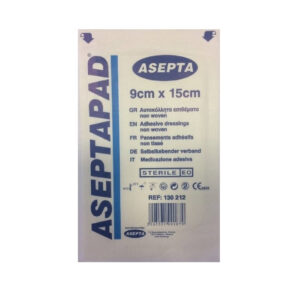 ASEPTAPAD®
ASEPTA
9cm x 15cm
GR Αυτοκόλλητα επιθέματα
non woven
EN Adhesive dressings
non woven
FR Pansements adhésifs
non tissé
DE Selbstklebender verband
IT Medicazione adesiva
STERILE EO
REF: 130 212
ASEPTA